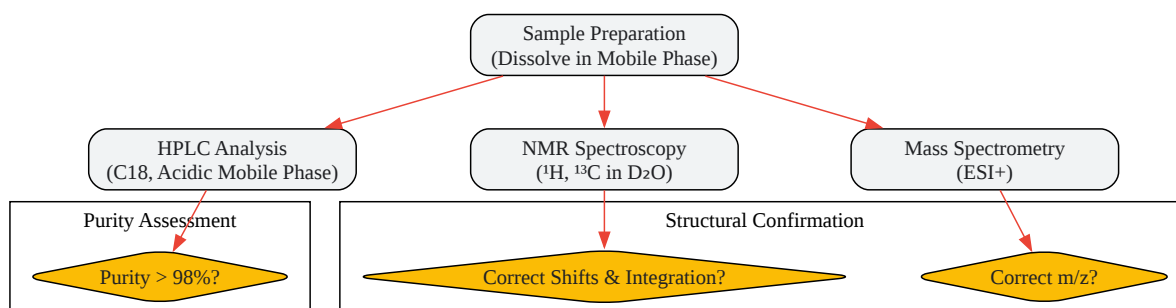 Sample Preparation
(Dissolve in Mobile Phase)
HPLC Analysis
(C18, Acidic Mobile Phase)
NMR Spectroscopy
(¹H, ¹³C in D₂O)
Mass Spectrometry
(ESI+)
Purity Assessment
Structural Confirmation
Purity > 98%?
Correct Shifts & Integration?
Correct m/z?